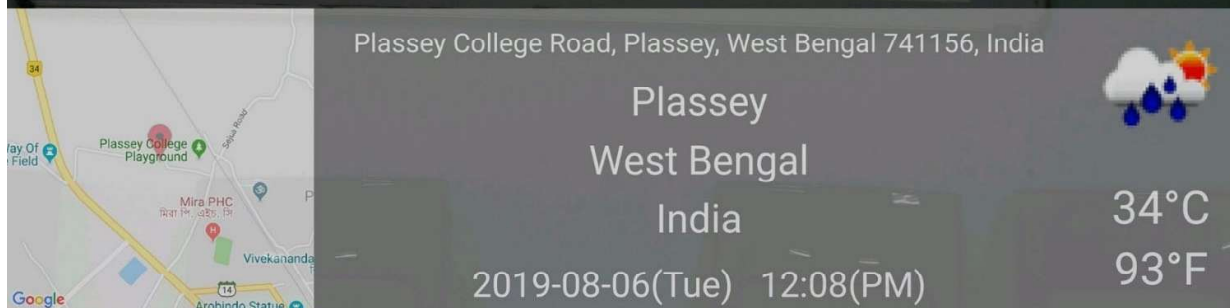 Plassey College Road, Plassey, West Bengal 741156, India
Plassey
West Bengal
India
2019-08-06(Tue) 12:08(PM)
34°C
93°F
34
Way Of
Field
Plassey College
Playground
Sejua Road
Mira PHC
মিরা পি. এইচ. সি
H
Vivekananda
14
Arobindo Statue
Google